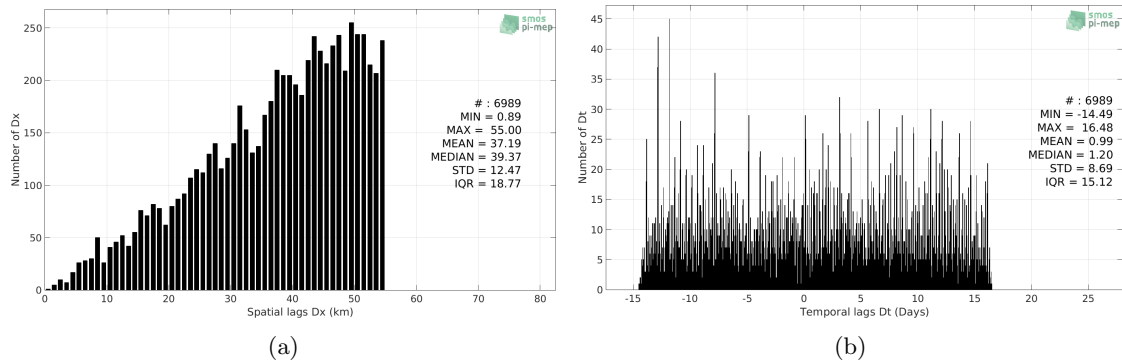 smos
pi-mep
250
200
150
100
50
0
Number of Dx
# : 6989
MIN = 0.89
MAX = 55.00
MEAN = 37.19
MEDIAN = 39.37
STD = 12.47
IQR = 18.77
0 10 20 30 40 50 60 70 80
Spatial lags Dx (km)
(a)
smos
pi-mep
45
40
35
30
25
20
15
10
5
0
Number of Dt
# : 6989
MIN = -14.49
MAX = 16.48
MEAN = 0.99
MEDIAN = 1.20
STD = 8.69
IQR = 15.12
-15 -10 -5 0 5 10 15 20 25
Temporal lags Dt (Days)
(b)